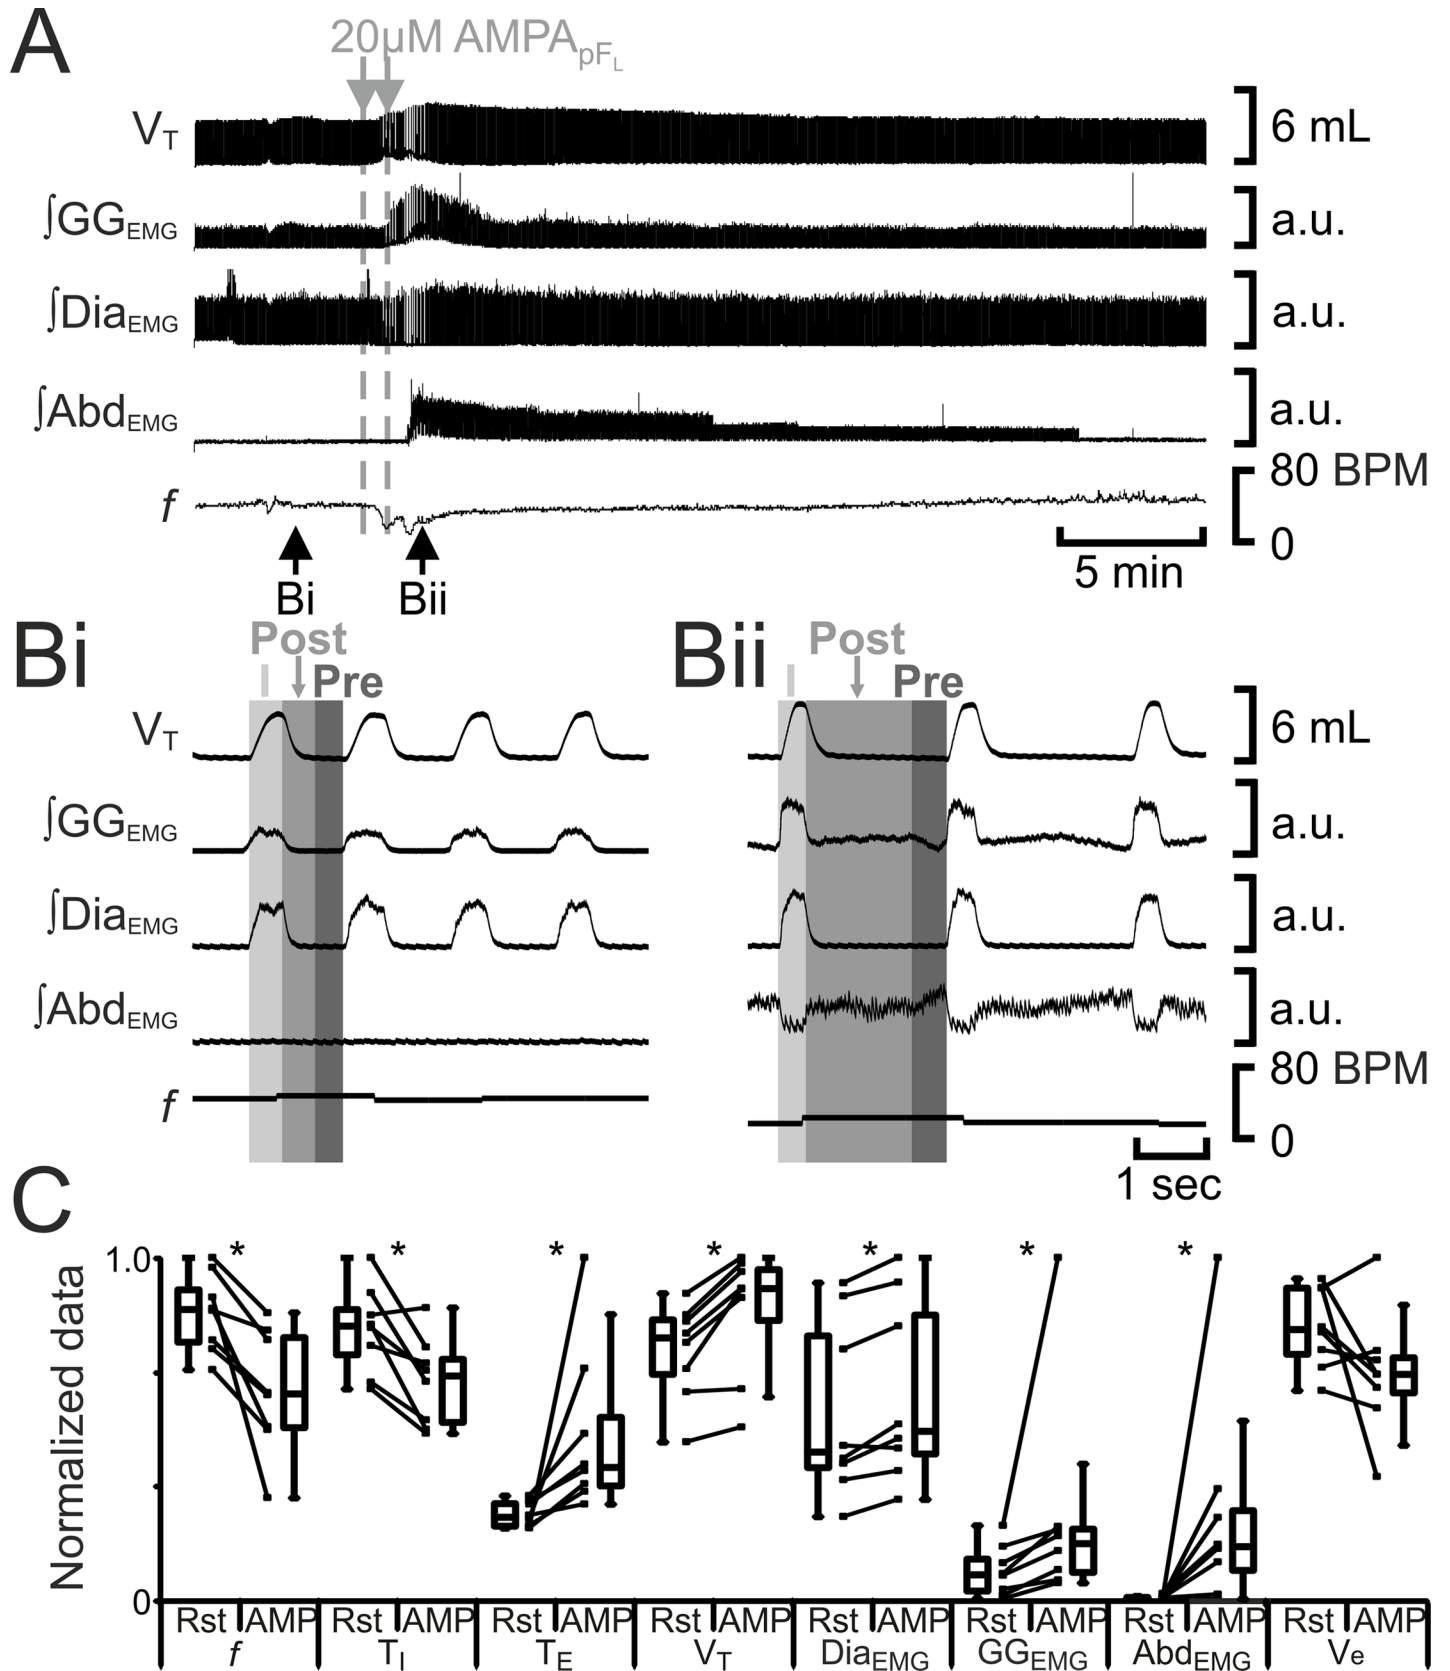 A
20µM AMPA pFL
VT
6 mL
∫GGEMG
a.u.
∫DiaEMG
a.u.
∫AbdEMG
a.u.
80 BPM
f
0
5 min
Bi
Bii
Bi
Post
I
Pre
Bii
Post
I
Pre
VT
6 mL
∫GGEMG
a.u.
∫DiaEMG
a.u.
∫AbdEMG
a.u.
80 BPM
f
0
1 sec
C
Normalized data
1.0
* * * * * * *
0
Rst AMP Rst AMP Rst AMP Rst AMP Rst AMP Rst AMP Rst AMP Rst AMP
f TI TE VT DiaEMG GGEMG AbdEMG Ve